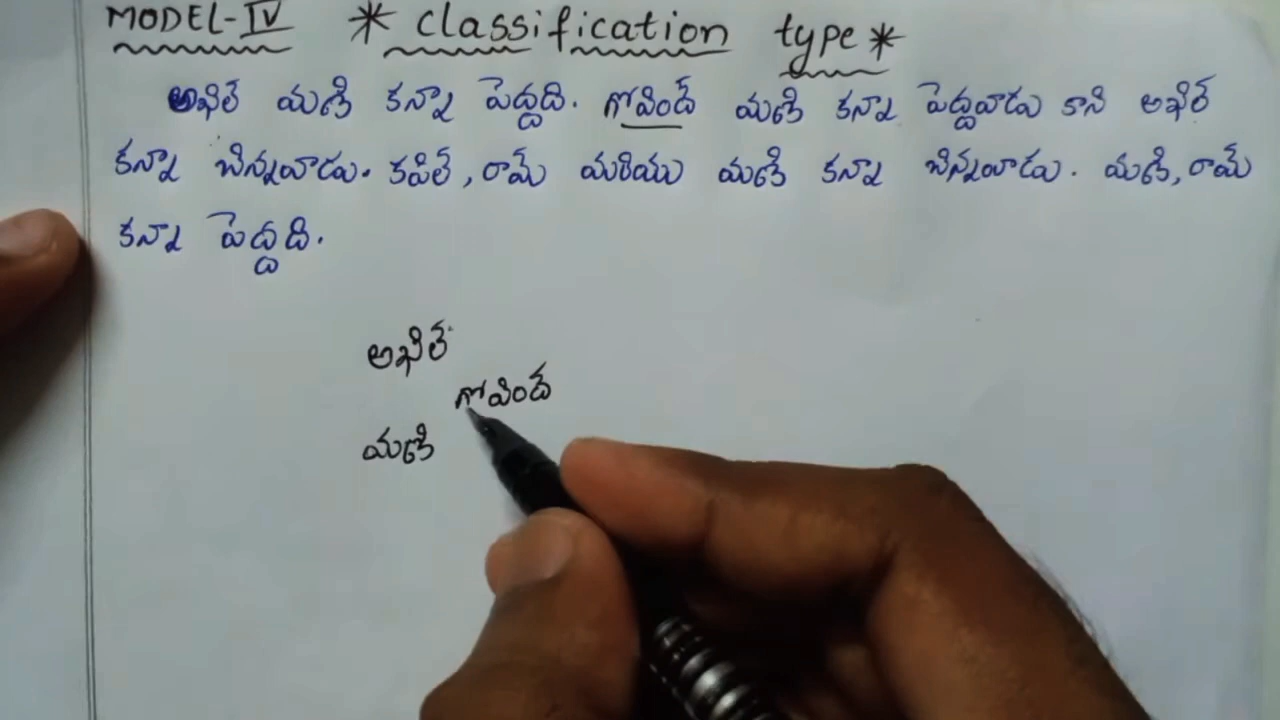 MODEL-IV * classification type *
అఖిల్ మణి కన్నా పెద్దది. గోవింద్ మణి కన్నా పెద్దవాడు కాని అఖిల్
కన్నా చిన్నవాడు. కపిల్, రామ్ మరియు మణి కన్నా చిన్నవాడు. మణి, రామ్
కన్నా పెద్దది.
అఖిల్
గోవింద్
మణి